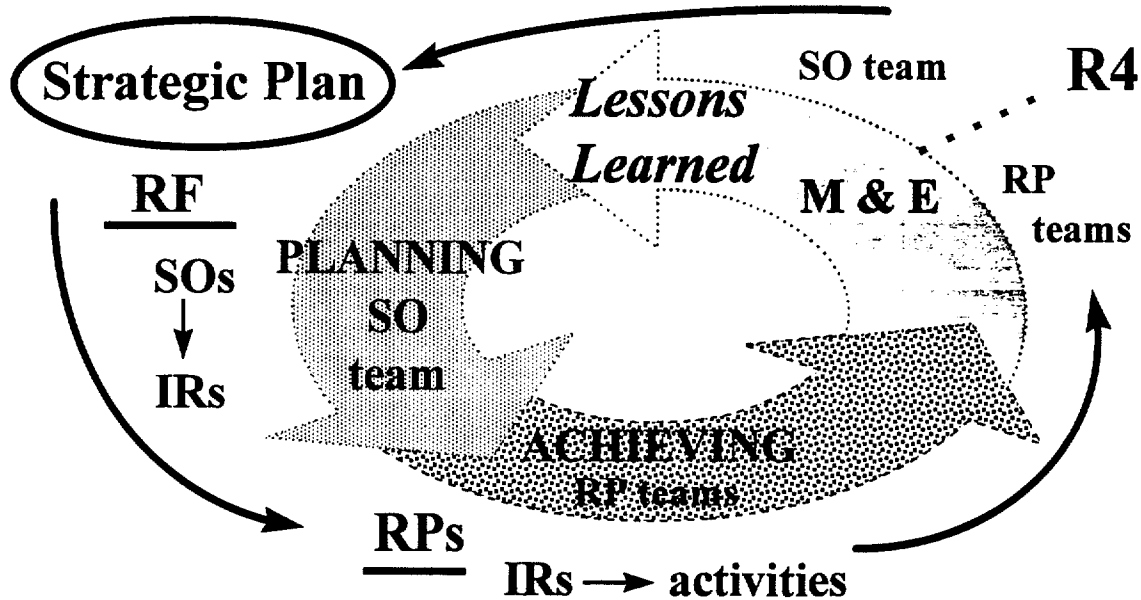 Strategic Plan
SO team
R4
Lessons
Learned
RF
M & E
RP
teams
SOs
PLANNING
SO
team
IRs
ACHIEVING
RP teams
RPs
IRs → activities